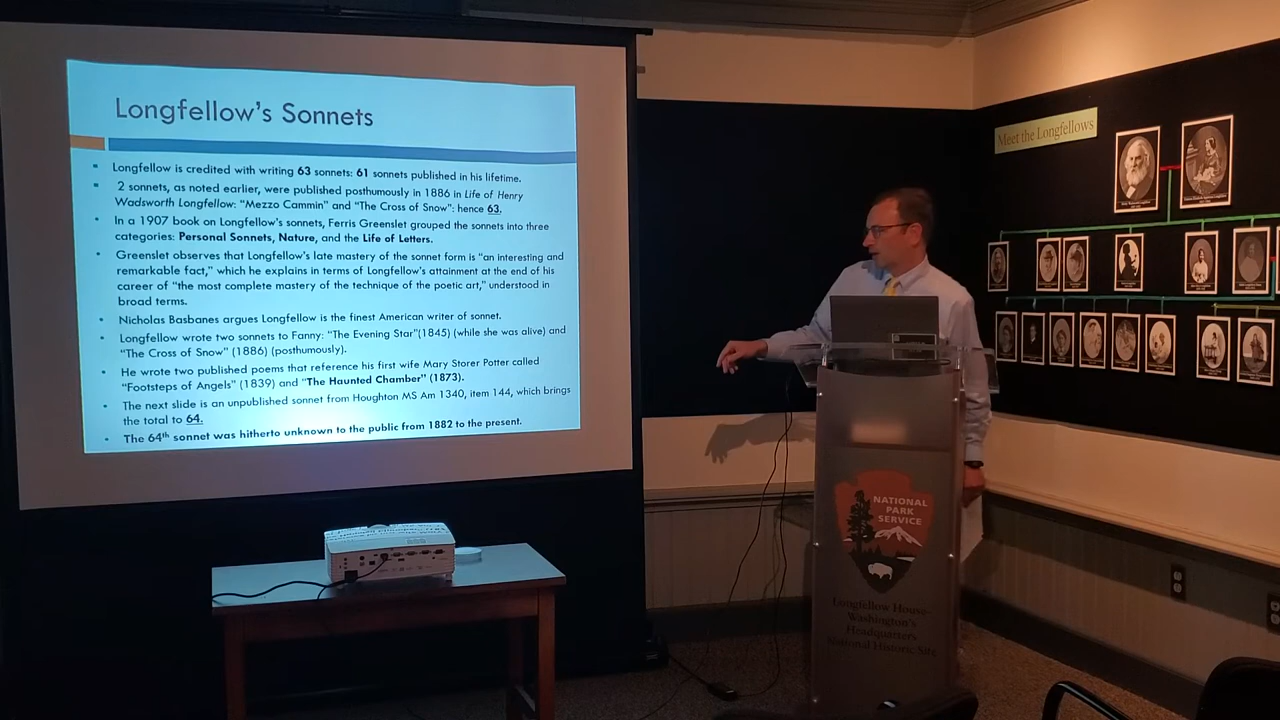 Longfellow's Sonnets
Longfellow is credited with writing 63 sonnets: 61 sonnets published in his lifetime.
2 sonnets, as noted earlier, were published posthumously in 1886 in Life of Henry
Wadsworth Longfellow: "Mezzo Cammin" and "The Cross of Snow": hence 63.
In a 1907 book on Longfellow's sonnets, Ferris Greenslet grouped the sonnets into three
categories: Personal Sonnets, Nature, and the Life of Letters.
Greenslet observes that Longfellow's late mastery of the sonnet form is "an interesting and
remarkable fact," which he explains in terms of Longfellow's attainment at the end of his
career of "the most complete mastery of the technique of the poetic art," understood in
broad terms.
Nicholas Basbanes argues Longfellow is the finest American writer of sonnet.
Longfellow wrote two sonnets to Fanny: "The Evening Star"(1845) (while she was alive) and
"The Cross of Snow" (1886) (posthumously).
He wrote two published poems that reference his first wife Mary Storer Potter called
"Footsteps of Angels" (1839) and "The Haunted Chamber" (1873).
The next slide is an unpublished sonnet from Houghton MS Am 1340, item 144, which brings
the total to 64.
The 64th sonnet was hitherto unknown to the public from 1882 to the present.
Meet the Longfellows
NATIONAL
PARK
SERVICE
Longfellow House-
Washington's
Headquarters
National Historic Site